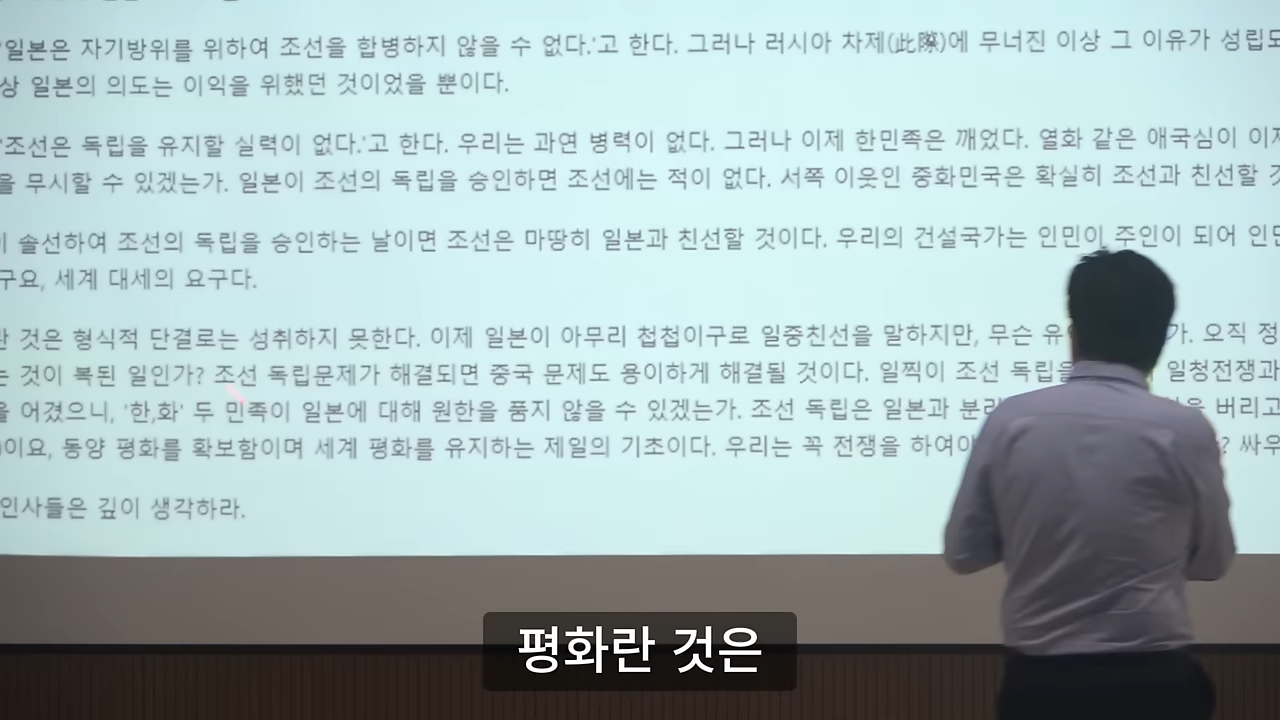 '일본은 자기방위를 위하여 조선을 합병하지 않을 수 없다.'고 한다. 그러나 러시아 차제(此際)에 무너진 이상 그 이유가 성립되
상 일본의 의도는 이익을 위했던 것이었을 뿐이다.
'조선은 독립을 유지할 실력이 없다.'고 한다. 우리는 과연 병력이 없다. 그러나 이제 한민족은 깨었다. 열화 같은 애국심이 이제
을 무시할 수 있겠는가. 일본이 조선의 독립을 승인하면 조선에는 적이 없다. 서쪽 이웃인 중화민국은 확실히 조선과 친선할 것
이 솔선하여 조선의 독립을 승인하는 날이면 조선은 마땅히 일본과 친선할 것이다. 우리의 건설국가는 인민이 주인이 되어 인민
구요, 세계 대세의 요구다.
란 것은 형식적 단결로는 성취하지 못한다. 이제 일본이 아무리 첩첩이구로 일중친선을 말하지만, 무슨 가. 오직 정
는 것이 복된 일인가? 조선 독립문제가 해결되면 중국 문제도 용이하게 해결될 것이다. 일찍이 조선 독립을 일청전쟁과
을 어겼으니, '한,화' 두 민족이 일본에 대해 원한을 품지 않을 수 있겠는가. 조선 독립은 일본과 버리고
이요, 동양 평화를 확보함이며 세계 평화를 유지하는 제일의 기초이다. 우리는 꼭 전쟁을 ? 싸우
인사들은 깊이 생각하라.
평화란 것은